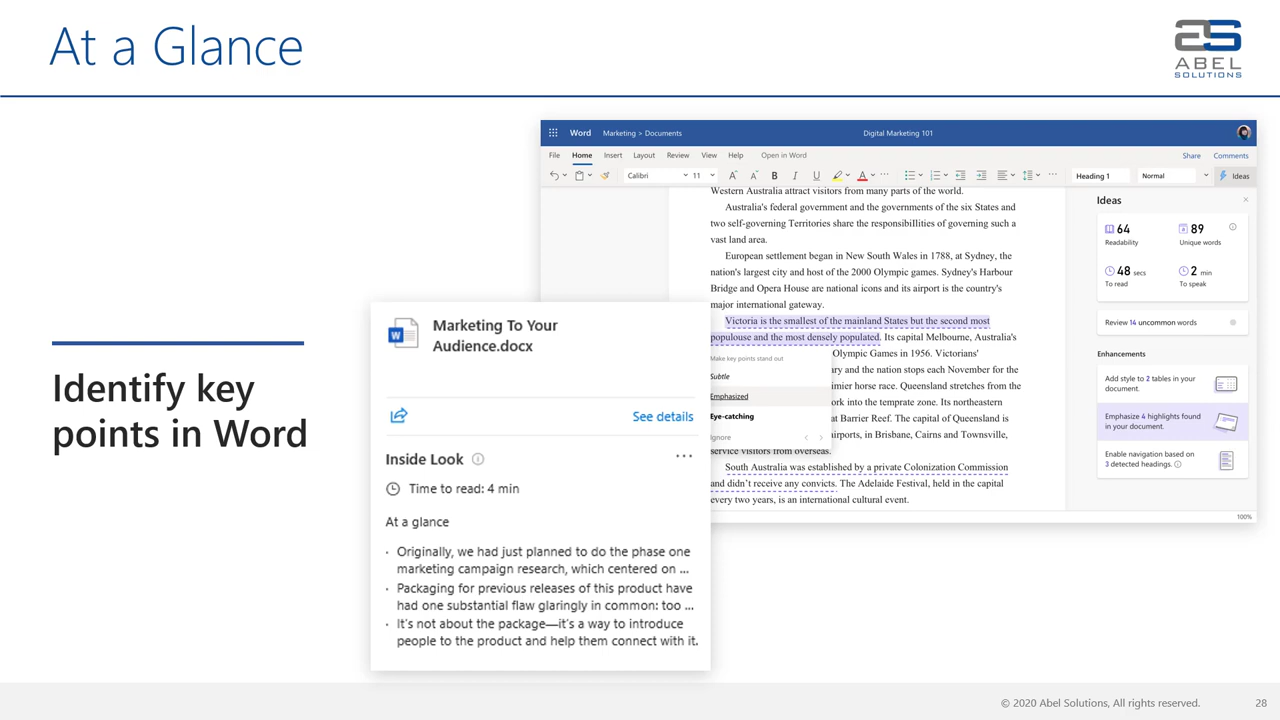 At a Glance
ABEL
SOLUTIONS
Identify key
points in Word
Word Marketing > Documents Digital Marketing 101
File Home Insert Layout Review View Help Open in Word Share Comments
Calibri 11 A A B I U A Heading 1 Normal Ideas
Western Australia attract visitors from many parts of the world.
Australia's federal government and the governments of the six States and
two self-governing Territories share the responsibilities of governing such a
vast land area.
European settlement began in New South Wales in 1788, at Sydney, the
nation's largest city and host of the 2000 Olympic games. Sydney's Harbour
Bridge and Opera House are national icons and its airport is the country's
major international gateway.
Victoria is the smallest of the mainland States but the second most
populouse and the most densely populated. Its capital Melbourne, Australia's
Olympic Games in 1956. Victorians'
ary and the nation stops each November for the
imier horse race. Queensland stretches from the
rk into the temprate zone. Its northeastern
at Barrier Reef. The capital of Queensland is
airports, in Brisbane, Cairns and Townsville,
service visitors from overseas.
South Australia was established by a private Colonization Commission
and didn't receive any convicts. The Adelaide Festival, held in the capital
every two years, is an international cultural event.
Make key points stand out
Subtle
Emphasized
Eye-catching
Ignore
Ideas
64 89
Readability Unique words
48 secs 2 min
To read To speak
Review 14 uncommon words
Enhancements
Add style to 2 tables in your
document.
Emphasize 4 highlights found
in your document.
Enable navigation based on
3 detected headings.
100%
Marketing To Your
Audience.docx
See details
Inside Look
Time to read: 4 min
At a glance
· Originally, we had just planned to do the phase one
marketing campaign research, which centered on ...
· Packaging for previous releases of this product have
had one substantial flaw glaringly in common: too ...
· It's not about the package—it's a way to introduce
people to the product and help them connect with it.
© 2020 Abel Solutions, All rights reserved. 28